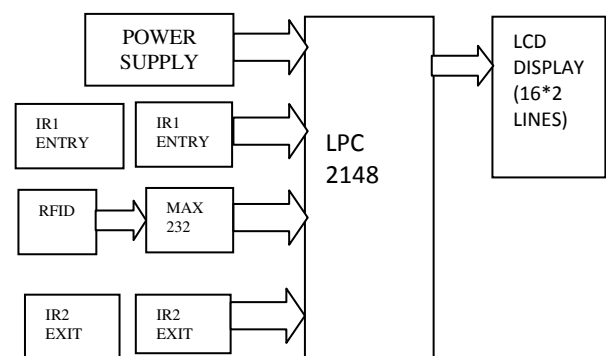 POWER
SUPPLY
LCD
DISPLAY
(16*2
LINES)
IR1
ENTRY
IR1
ENTRY
LPC
2148
RFID
MAX
232
IR2
EXIT
IR2
EXIT